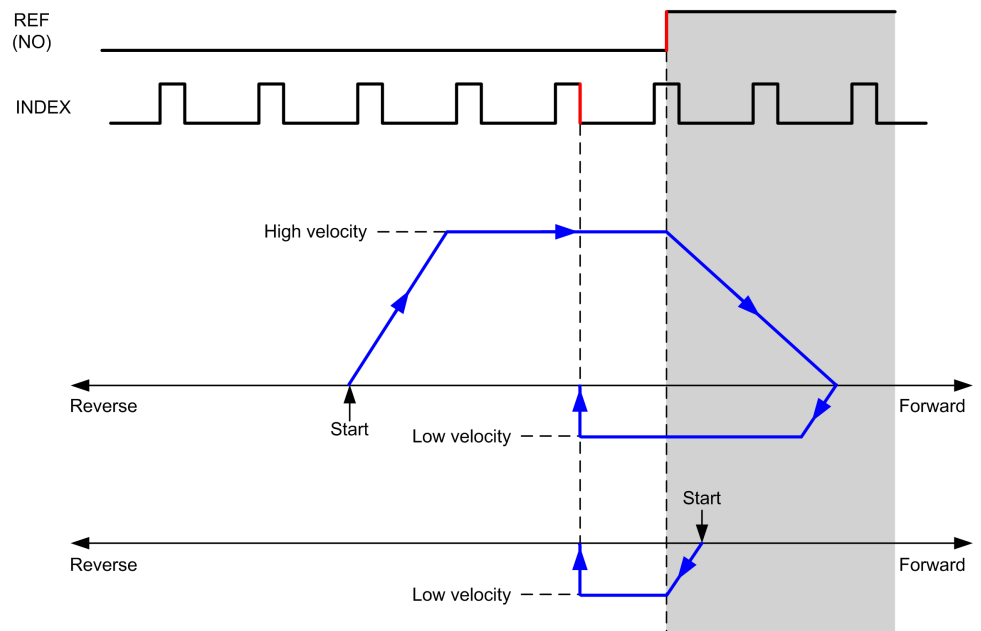 REF
(NO)
INDEX
High velocity
Reverse
Forward
Start
Low velocity
Start
Reverse
Forward
Low velocity